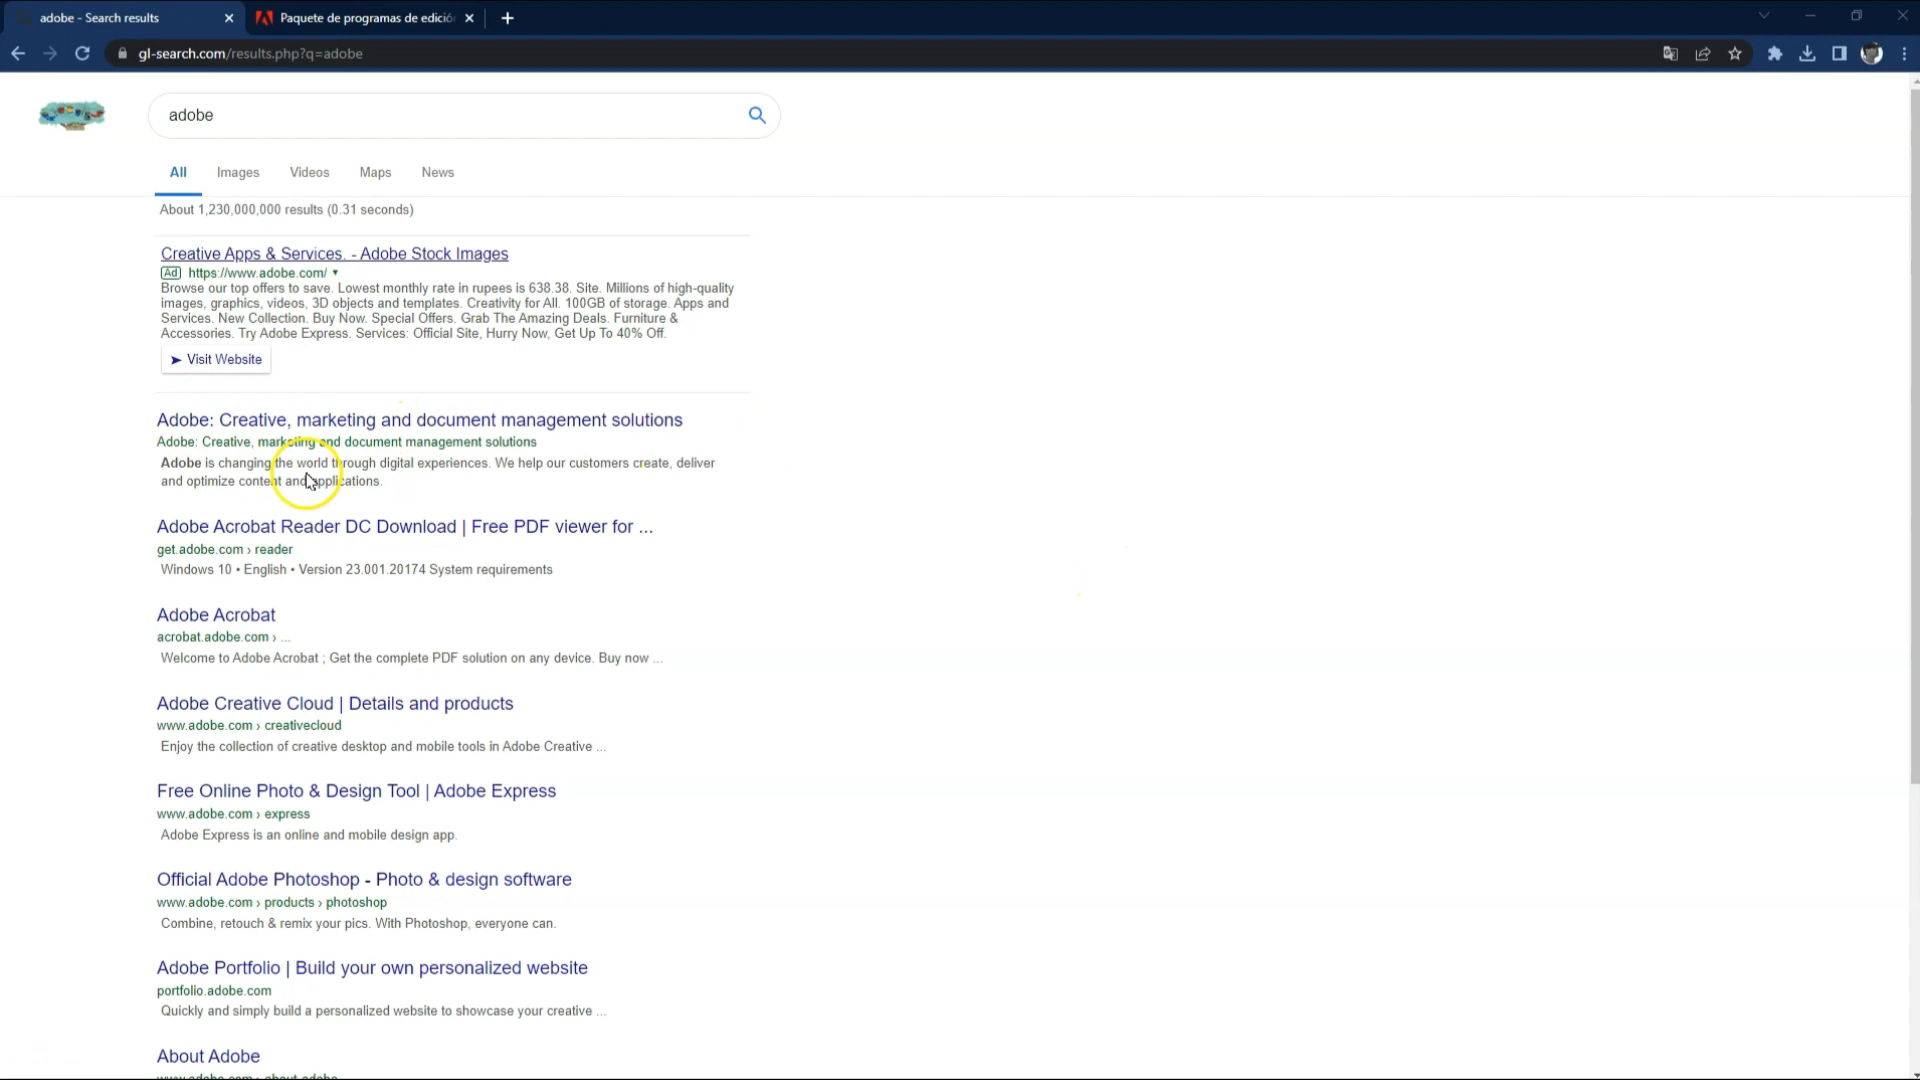 adobe - Search results
Paquete de programas de edició
gl-search.com/results.php?q=adobe
adobe
All Images Videos Maps News
About 1,230,000,000 results (0.31 seconds)
Creative Apps & Services. - Adobe Stock Images
Ad https://www.adobe.com/
Browse our top offers to save. Lowest monthly rate in rupees is 638.38. Site. Millions of high-quality
images, graphics, videos, 3D objects and templates. Creativity for All. 100GB of storage. Apps and
Services. New Collection. Buy Now. Special Offers. Grab The Amazing Deals. Furniture &
Accessories. Try Adobe Express. Services: Official Site, Hurry Now, Get Up To 40% Off.
Visit Website
Adobe: Creative, marketing and document management solutions
Adobe: Creative, marketing and document management solutions
Adobe is changing the world through digital experiences. We help our customers create, deliver
and optimize content and applications.
Adobe Acrobat Reader DC Download | Free PDF viewer for ...
get.adobe.com › reader
Windows 10 • English • Version 23.001.20174 System requirements
Adobe Acrobat
acrobat.adobe.com › ...
Welcome to Adobe Acrobat ; Get the complete PDF solution on any device. Buy now ...
Adobe Creative Cloud | Details and products
www.adobe.com › creativecloud
Enjoy the collection of creative desktop and mobile tools in Adobe Creative ...
Free Online Photo & Design Tool | Adobe Express
www.adobe.com › express
Adobe Express is an online and mobile design app.
Official Adobe Photoshop - Photo & design software
www.adobe.com › products › photoshop
Combine, retouch & remix your pics. With Photoshop, everyone can.
Adobe Portfolio | Build your own personalized website
portfolio.adobe.com
Quickly and simply build a personalized website to showcase your creative ...
About Adobe
www.adobe.com › about-adobe